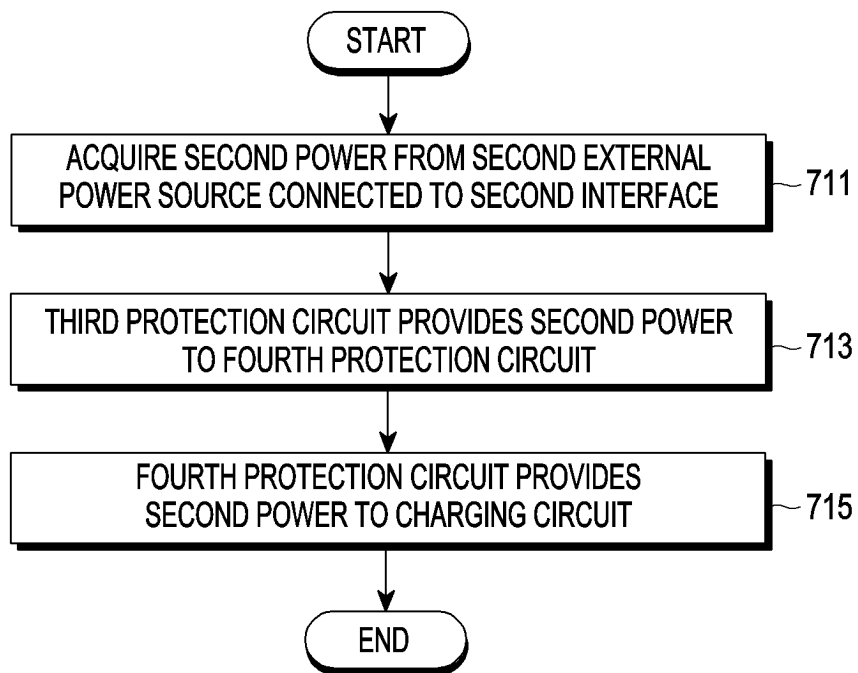 START
ACQUIRE SECOND POWER FROM SECOND EXTERNAL
POWER SOURCE CONNECTED TO SECOND INTERFACE
711
THIRD PROTECTION CIRCUIT PROVIDES SECOND POWER
TO FOURTH PROTECTION CIRCUIT
713
FOURTH PROTECTION CIRCUIT PROVIDES
SECOND POWER TO CHARGING CIRCUIT
715
END